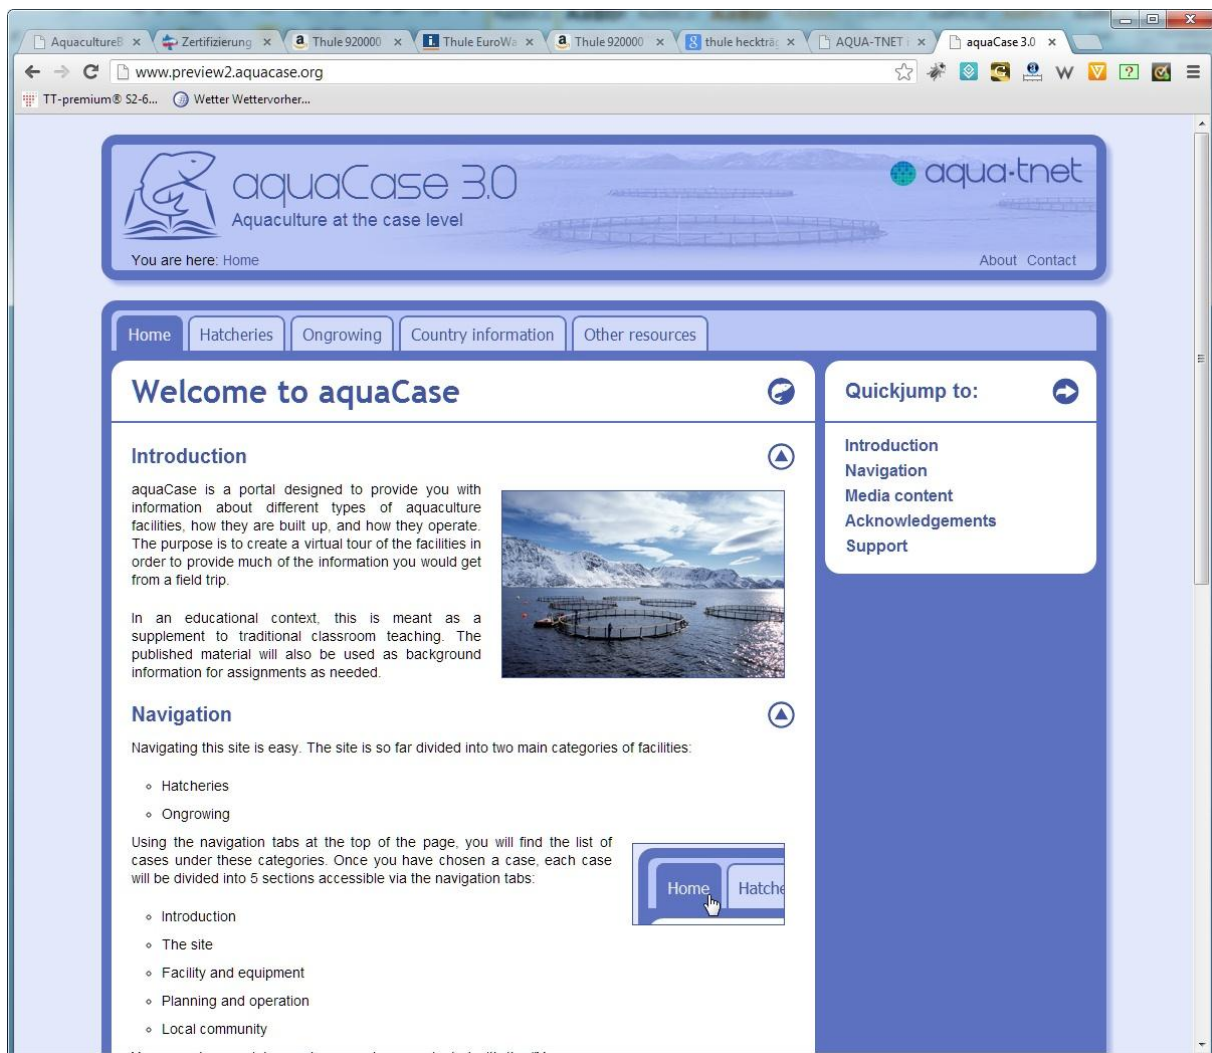 AquacultureB
Zertifizierung
Thule 920000
Thule EuroWa
Thule 920000
thule heckträg
AQUA-TNET
aquaCase 3.0
www.preview2.aquacase.org
TT-premium® S2-6... Wetter Wettervorher...
aquaCase 3.0
aqua-tnet
Aquaculture at the case level
You are here: Home
About Contact
Home Hatcheries Ongrowing Country information Other resources
Welcome to aquaCase
Introduction
aquaCase is a portal designed to provide you with
information about different types of aquaculture
facilities, how they are built up, and how they operate.
The purpose is to create a virtual tour of the facilities in
order to provide much of the information you would get
from a field trip.
In an educational context, this is meant as a
supplement to traditional classroom teaching. The
published material will also be used as background
information for assignments as needed.
Navigation
Navigating this site is easy. The site is so far divided into two main categories of facilities:
Hatcheries
Ongrowing
Using the navigation tabs at the top of the page, you will find the list of
cases under these categories. Once you have chosen a case, each case
will be divided into 5 sections accessible via the navigation tabs:
Home Hatche
Introduction
The site
Facility and equipment
Planning and operation
Local community
Quickjump to:
Introduction
Navigation
Media content
Acknowledgements
Support